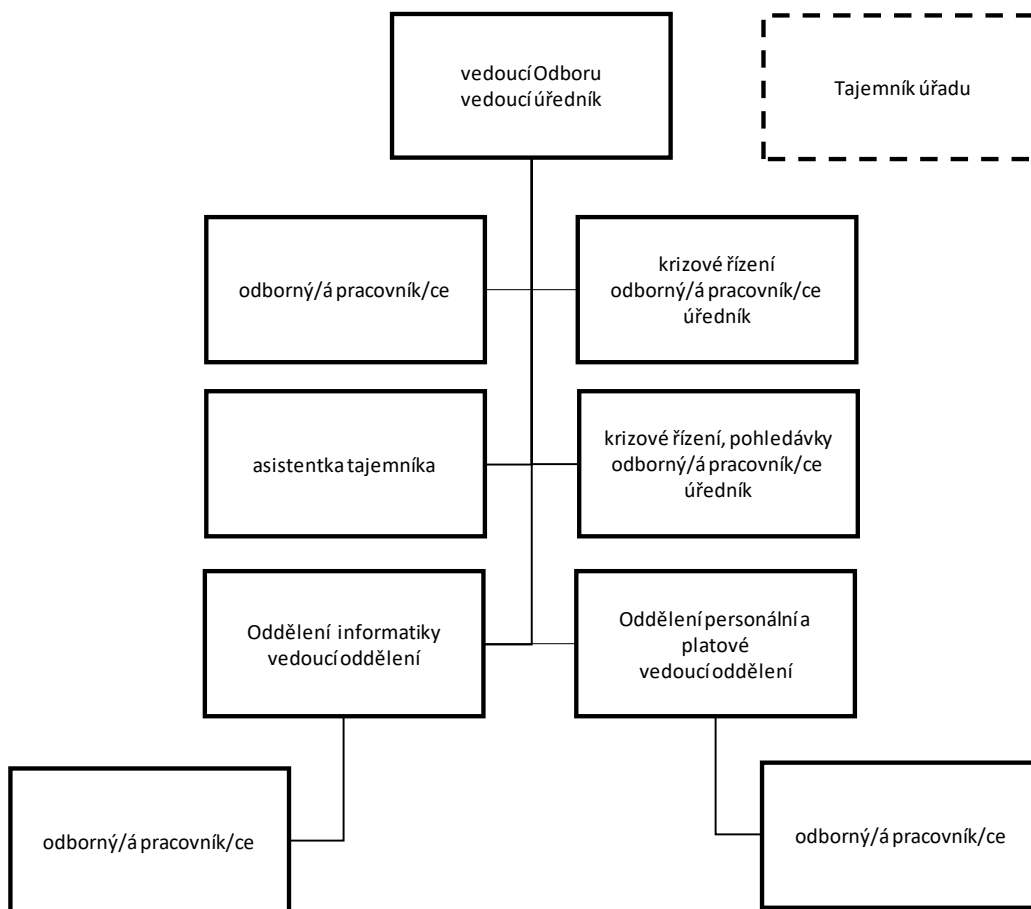 vedoucí Odboru
vedoucí úředník
Tajemník úřadu
odborný/á pracovník/ce
krizové řízení
odborný/á pracovník/ce
úředník
asistentka tajemníka
krizové řízení, pohledávky
odborný/á pracovník/ce
úředník
Oddělení informatiky
vedoucí oddělení
Oddělení personální a
platové
vedoucí oddělení
odborný/á pracovník/ce
odborný/á pracovník/ce